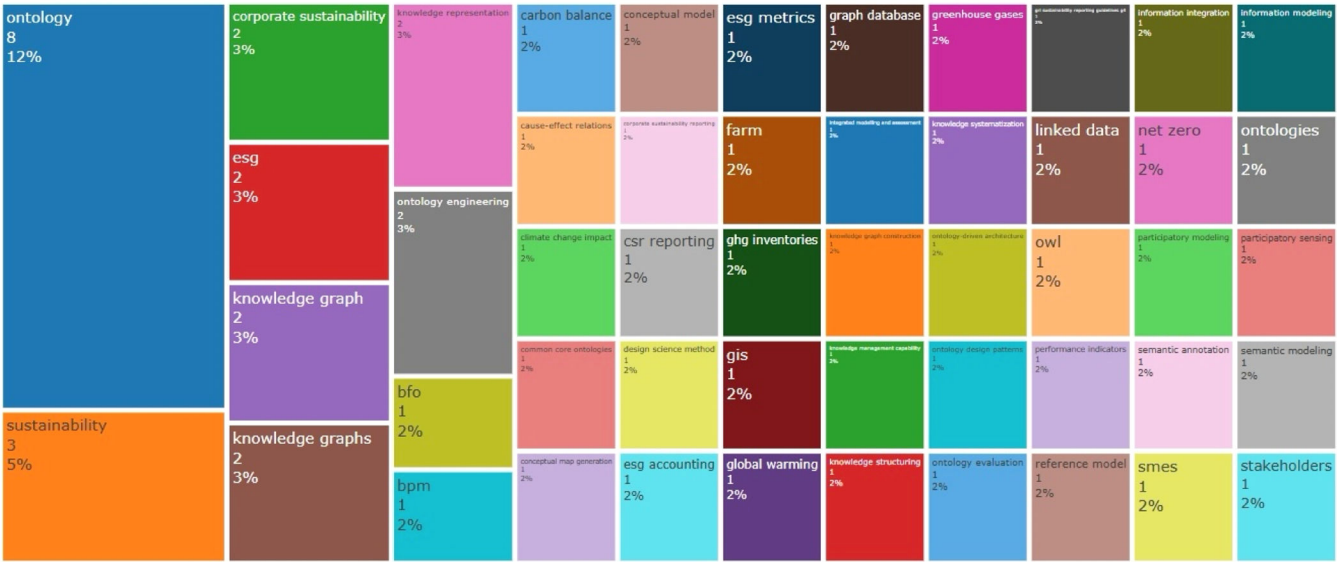 ontology
8
12%
sustainability
3
5%
corporate sustainability
2
3%
esg
2
3%
knowledge graph
2
3%
knowledge graphs
2
3%
knowledge representation
2
3%
ontology engineering
2
3%
bfo
1
2%
bpm
1
2%
carbon balance
1
2%
cause-effect relations
1
2%
climate change impact
1
2%
common core ontologies
1
2%
conceptual map generation
1
2%
conceptual model
1
2%
corporate sustainability reporting
1
2%
csr reporting
1
2%
design science method
1
2%
esg accounting
1
2%
esg metrics
1
2%
farm
1
2%
ghg inventories
1
2%
gis
1
2%
global warming
1
2%
graph database
1
2%
integrated modelling and assessment
1
2%
knowledge graph construction
1
2%
knowledge management capability
1
2%
knowledge structuring
1
2%
greenhouse gases
1
2%
knowledge systematization
1
2%
ontology-driven architecture
1
2%
ontology design patterns
1
2%
ontology evaluation
1
2%
gri sustainability reporting guidelines g4
1
2%
linked data
1
2%
owl
1
2%
performance indicators
1
2%
reference model
1
2%
information integration
1
2%
net zero
1
2%
participatory modeling
1
2%
semantic annotation
1
2%
smes
1
2%
information modeling
1
2%
ontologies
1
2%
participatory sensing
1
2%
semantic modeling
1
2%
stakeholders
1
2%